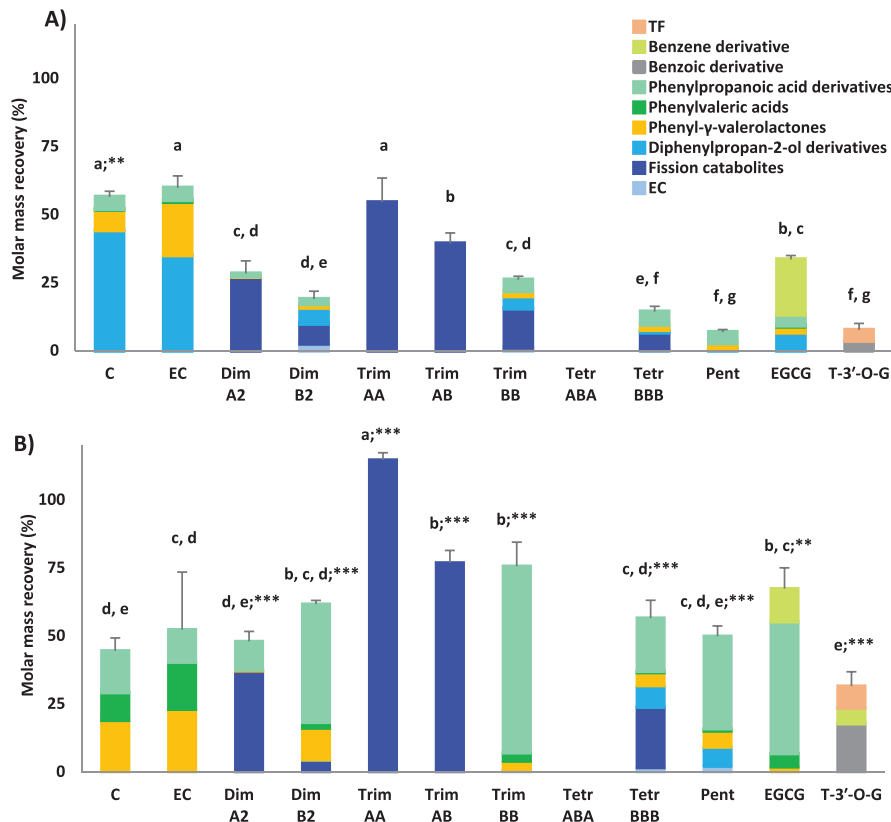 A)
TF
Benzene derivative
Benzoic derivative
Phenylpropanoic acid derivatives
Phenylvaleric acids
Phenyl-γ-valerolactones
Diphenylpropan-2-ol derivatives
Fission catabolites
EC
Molar mass recovery (%)
100
75
50
25
0
a;** a c, d d, e a b c, d e, f f, g b, c f, g
C EC Dim Dim Trim Trim Trim Tetr Tetr Pent EGCG T-3′-O-G
A2 B2 AA AB BB ABA BBB
B)
Molar mass recovery (%)
100
75
50
25
0
d, e c, d d, e;*** b, c, d;*** a;*** b;*** b;*** c, d;*** c, d, e;*** b, c;** e;***
C EC Dim Dim Trim Trim Trim Tetr Tetr Pent EGCG T-3′-O-G
A2 B2 AA AB BB ABA BBB